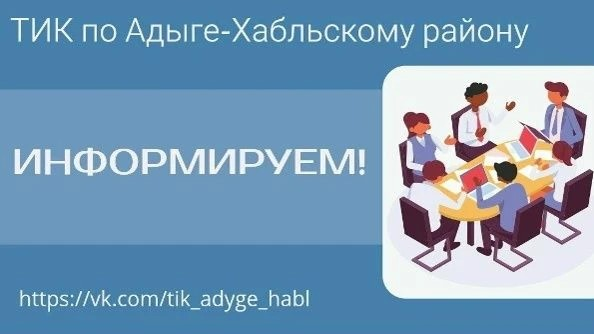 ТИК по Адыге-Хабльскому району
ИНФОРМИРУЕМ!
https://vk.com/tik_adyge_habl